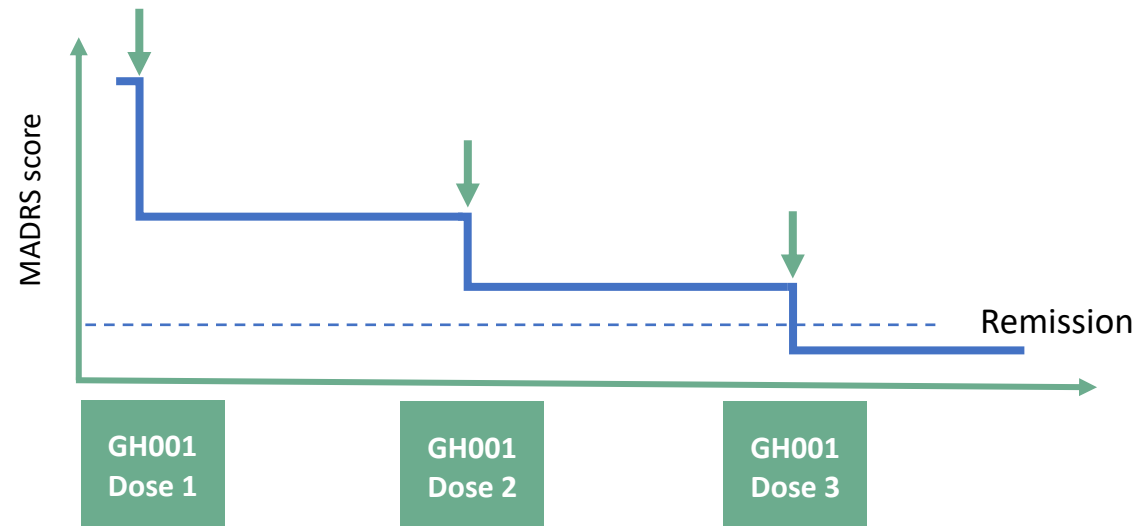 MADRS score
Remission
GH001
Dose 1
GH001
Dose 2
GH001
Dose 3